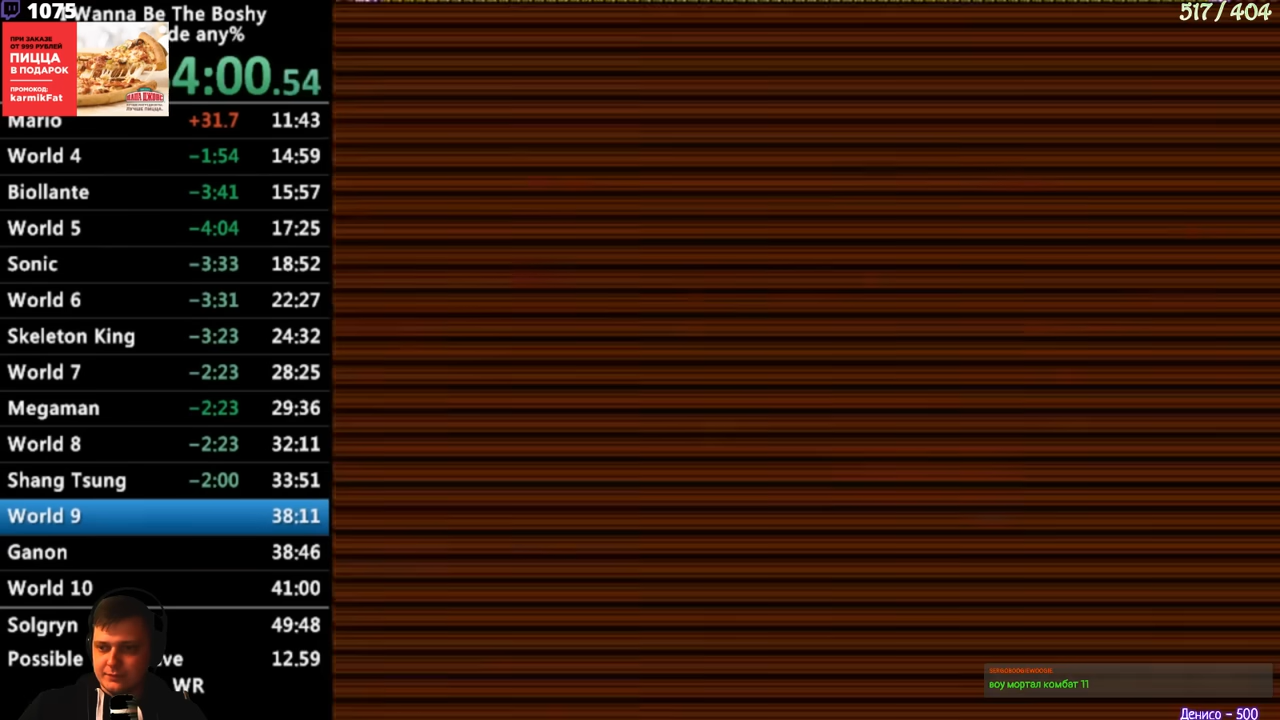 1075
I Wanna Be The Boshy
de any%
517 / 404
ПРИ ЗАКАЗЕ
ОТ 999 РУБЛЕЙ
ПИЦЦА
В ПОДАРОК
ПРОМОКОД:
karmikFat
4:00.54
Mario +31.7 11:43
World 4 −1:54 14:59
Biollante −3:41 15:57
World 5 −4:04 17:25
Sonic −3:33 18:52
World 6 −3:31 22:27
Skeleton King −3:23 24:32
World 7 −2:23 28:25
Megaman −2:23 29:36
World 8 −2:23 32:11
Shang Tsung −2:00 33:51
World 9 38:11
Ganon 38:46
World 10 41:00
Solgryn 49:48
Possible ve 12.59
WR
воу мортал комбат 11
Денисо - 500